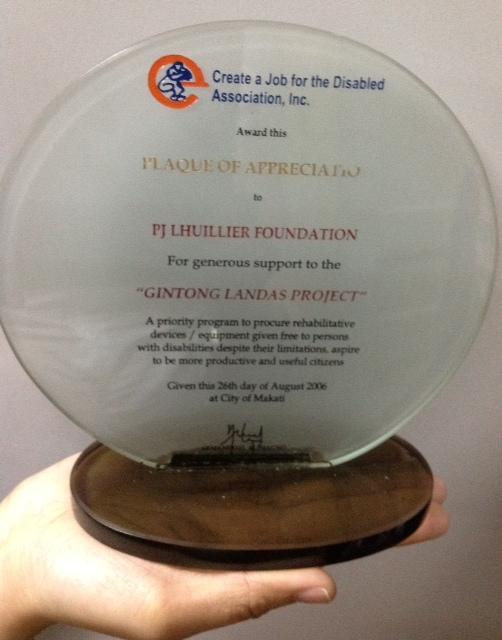 Create a Job for the Disabled
Association, Inc.
Award this
PLAQUE OF APPRECIATIO
to
PJ LHUILLIER FOUNDATION
For generous support to the
"GINTONG LANDAS PROJECT"
A priority program to procure rehabilitative
devices / equipment given free to persons
with disabilities despite their limitations, aspire
to be more productive and useful citizens
Given this 26th day of August 2006
at City of Makati